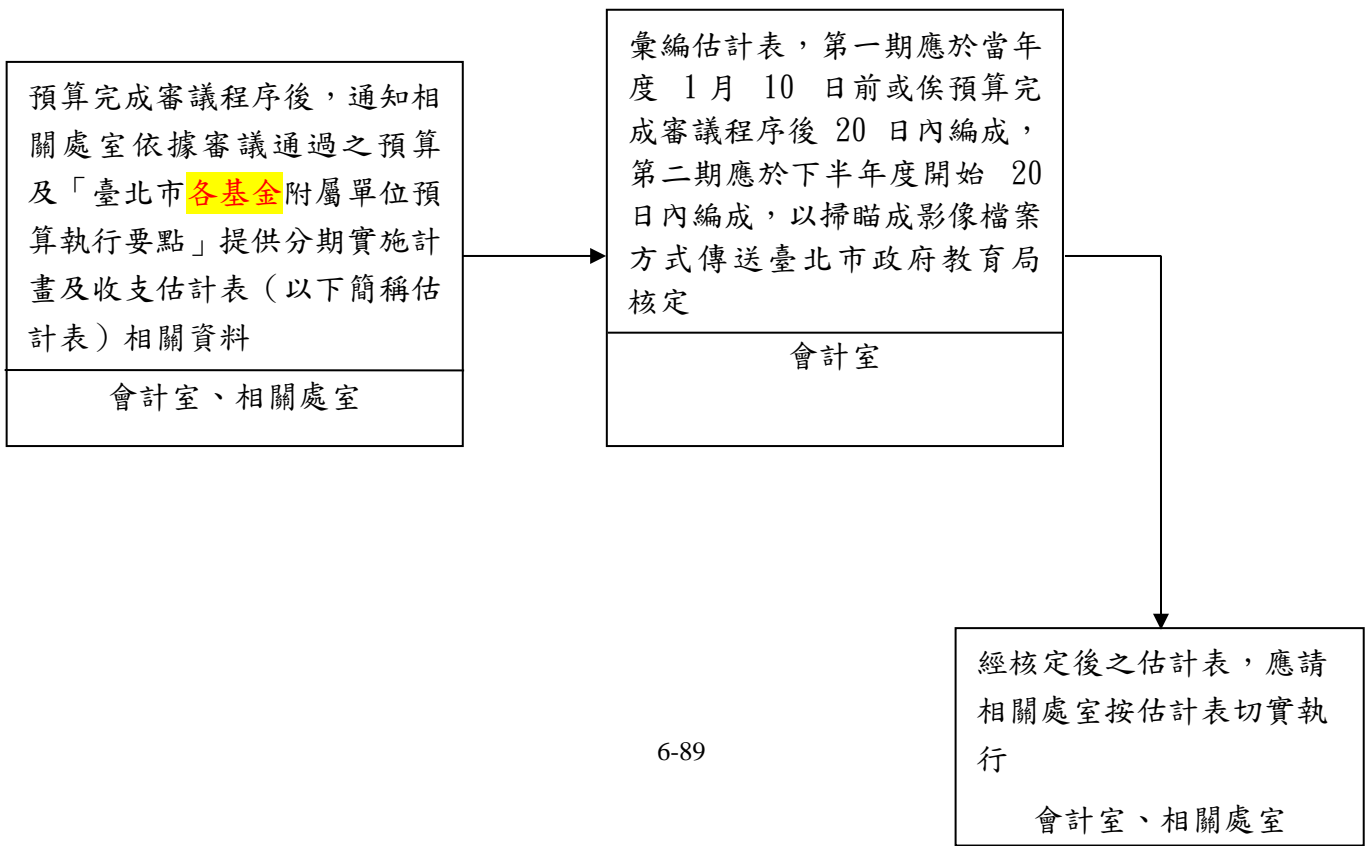 預算完成審議程序後，通知相
關處室依據審議通過之預算
及「臺北市各基金附屬單位預
算執行要點」提供分期實施計
畫及收支估計表（以下簡稱估
計表）相關資料
會計室、相關處室
彙編估計表，第一期應於當年
度 1月 10 日前或俟預算完
成審議程序後 20 日內編成，
第二期應於下半年度開始 20
日內編成，以掃瞄成影像檔案
方式傳送臺北市政府教育局
核定
會計室
經核定後之估計表，應請
相關處室按估計表切實執
行
會計室、相關處室
6-89